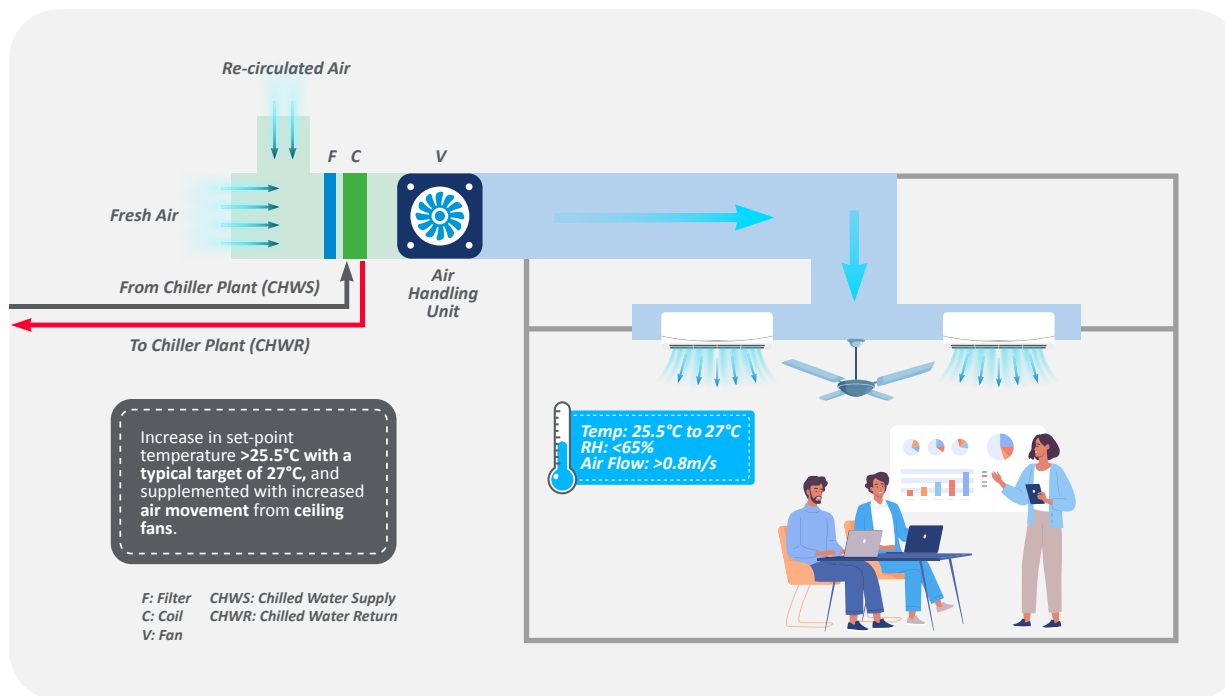 Re-circulated Air
F
C
V
Fresh Air
From Chiller Plant (CHWS)
To Chiller Plant (CHWR)
Air
Handling
Unit
Temp: 25.5°C to 27°C
RH: <65%
Air Flow: >0.8m/s
Increase in set-point
temperature >25.5°C with a
typical target of 27°C, and
supplemented with increased
air movement from ceiling
fans.
F: Filter CHWS: Chilled Water Supply
C: Coil CHWR: Chilled Water Return
V: Fan